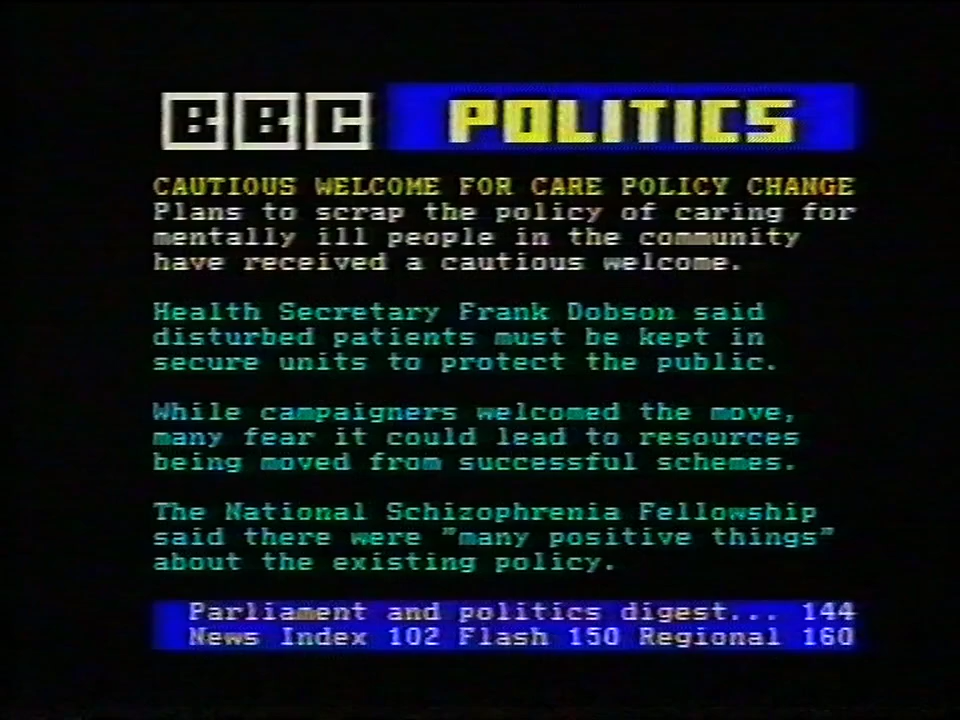 BBC POLITICS
CAUTIOUS WELCOME FOR CARE POLICY CHANGE
Plans to scrap the policy of caring for
mentally ill people in the community
have received a cautious welcome.
Health Secretary Frank Dobson said
disturbed patients must be kept in
secure units to protect the public.
While campaigners welcomed the move,
many fear it could lead to resources
being moved from successful schemes.
The National Schizophrenia Fellowship
said there were "many positive things"
about the existing policy.
Parliament and politics digest... 144
News Index 102 Flash 150 Regional 160